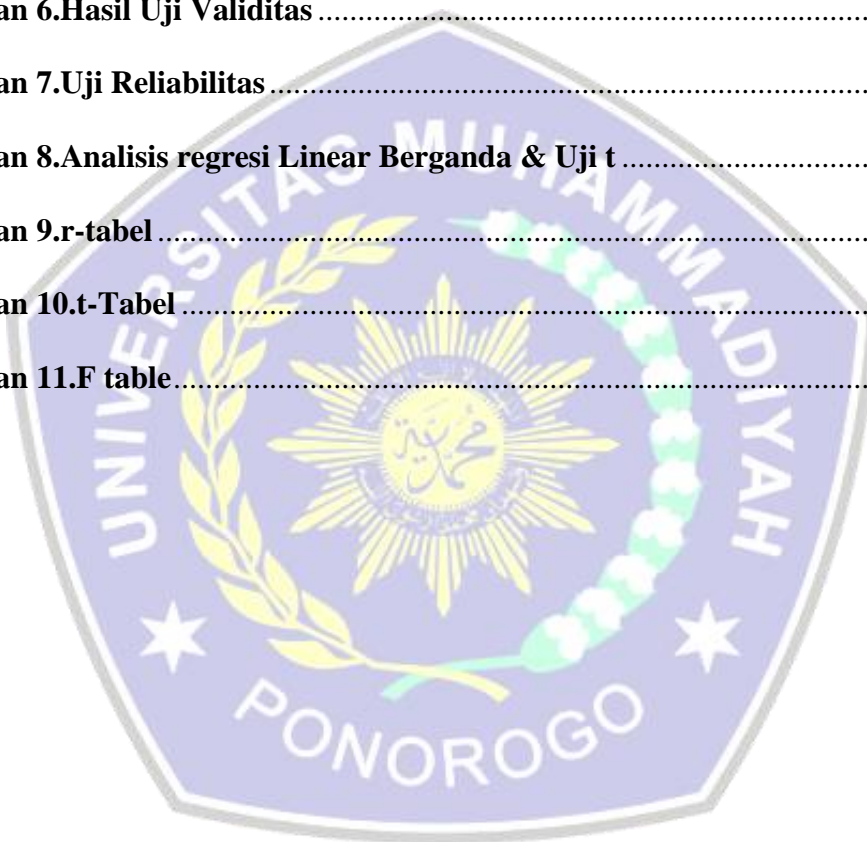 an 6.Hasil Uji Validitas
an 7.Uji Reliabilitas
an 8.Analisis regresi Linear Berganda & Uji t
an 9.r-tabel
an 10.t-Tabel
an 11.F table
UNIVERSITAS MUHAMMADIYAH
PONOROGO
محمدية